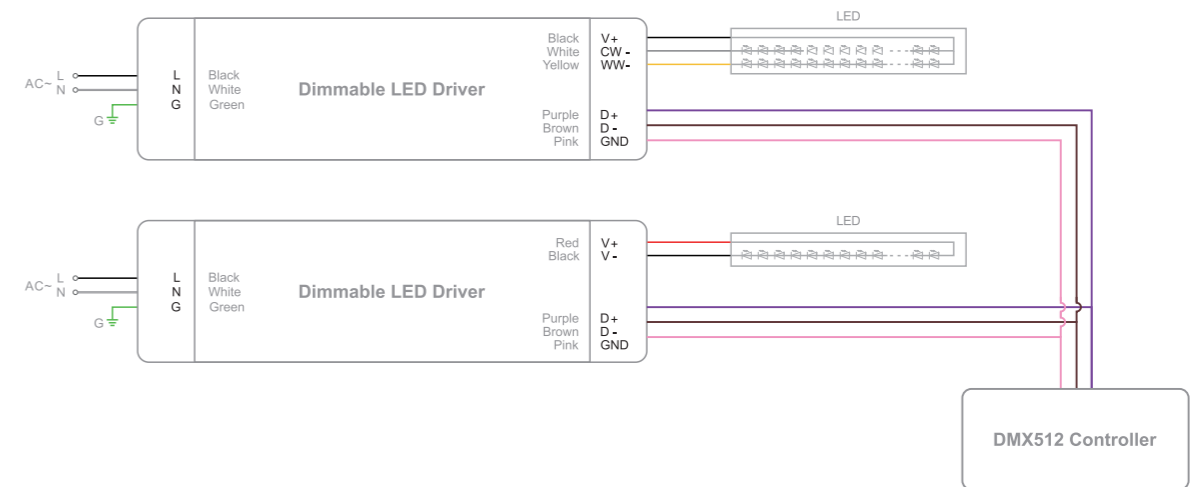 LED
Black V+
White CW -
Yellow WW-
AC~ L L Black
N N White
G Green
G
Dimmable LED Driver
Purple D+
Brown D -
Pink GND
LED
Red V+
Black V -
AC~ L L Black
N N White
G Green
G
Dimmable LED Driver
Purple D+
Brown D -
Pink GND
DMX512 Controller